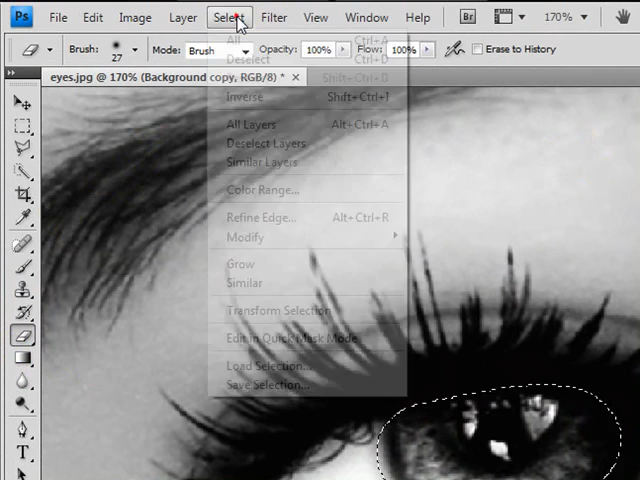 Ps File Edit Image Layer Select Filter View Window Help Br 170%
Brush: 27 Mode: Brush Opacity: 100% Flow: 100% Erase to History
eyes.jpg @ 170% (Background copy, RGB/8) *
All Ctrl+A
Deselect Ctrl+D
Shift+Ctrl+D
Inverse Shift+Ctrl+I
All Layers Alt+Ctrl+A
Deselect Layers
Similar Layers
Color Range...
Refine Edge... Alt+Ctrl+R
Modify
Grow
Similar
Transform Selection
Edit in Quick Mask Mode
Load Selection...
Save Selection...